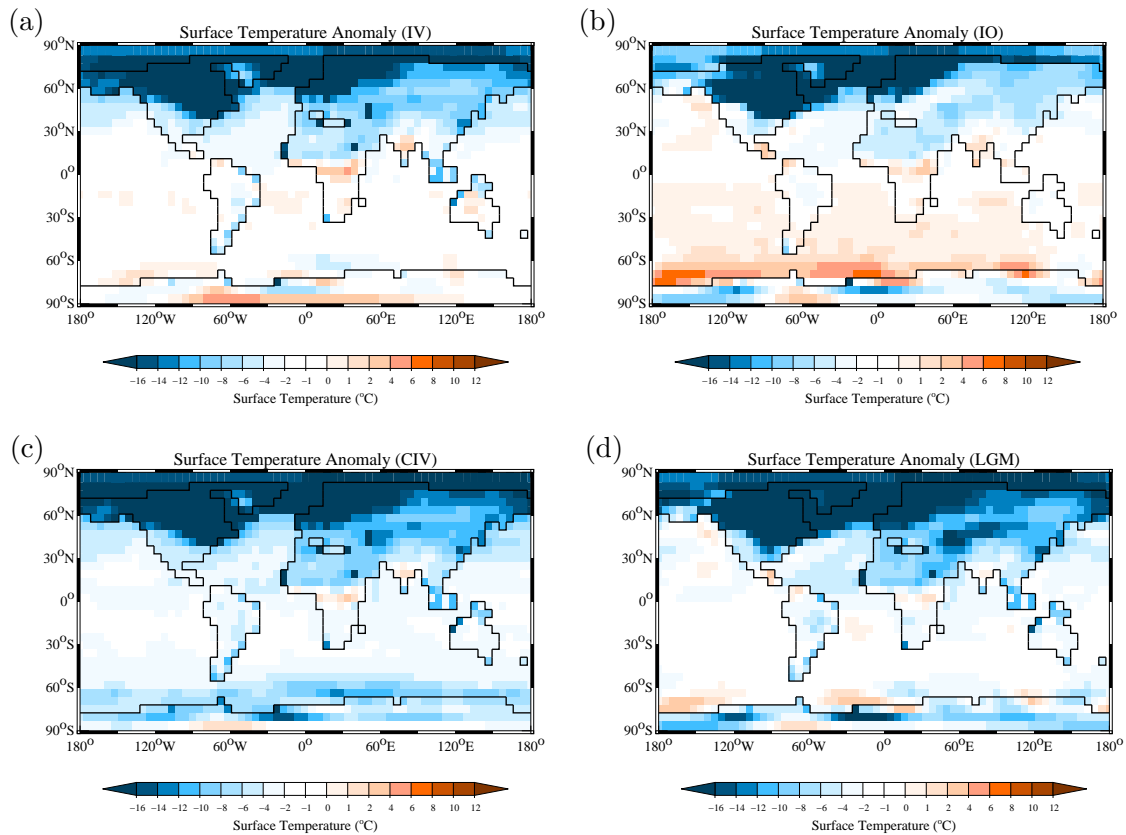 (a)
Surface Temperature Anomaly (IV)
90°N
60°N
30°N
0°
30°S
60°S
90°S
180° 120°W 60°W 0° 60°E 120°E 180°
−16 −14 −12 −10 −8 −6 −4 −2 −1 0 1 2 4 6 8 10 12
Surface Temperature (°C)
(b)
Surface Temperature Anomaly (IO)
90°N
60°N
30°N
0°
30°S
60°S
90°S
180° 120°W 60°W 0° 60°E 120°E 180°
−16 −14 −12 −10 −8 −6 −4 −2 −1 0 1 2 4 6 8 10 12
Surface Temperature (°C)
(c)
Surface Temperature Anomaly (CIV)
90°N
60°N
30°N
0°
30°S
60°S
90°S
180° 120°W 60°W 0° 60°E 120°E 180°
−16 −14 −12 −10 −8 −6 −4 −2 −1 0 1 2 4 6 8 10 12
Surface Temperature (°C)
(d)
Surface Temperature Anomaly (LGM)
90°N
60°N
30°N
0°
30°S
60°S
90°S
180° 120°W 60°W 0° 60°E 120°E 180°
−16 −14 −12 −10 −8 −6 −4 −2 −1 0 1 2 4 6 8 10 12
Surface Temperature (°C)